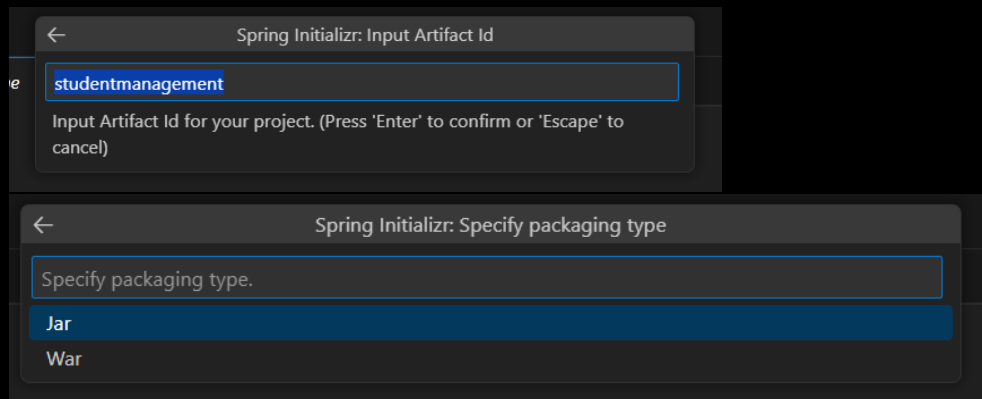 Spring Initializr: Input Artifact Id
studentmanagement
Input Artifact Id for your project. (Press 'Enter' to confirm or 'Escape' to
cancel)
Spring Initializr: Specify packaging type
Specify packaging type.
Jar
War